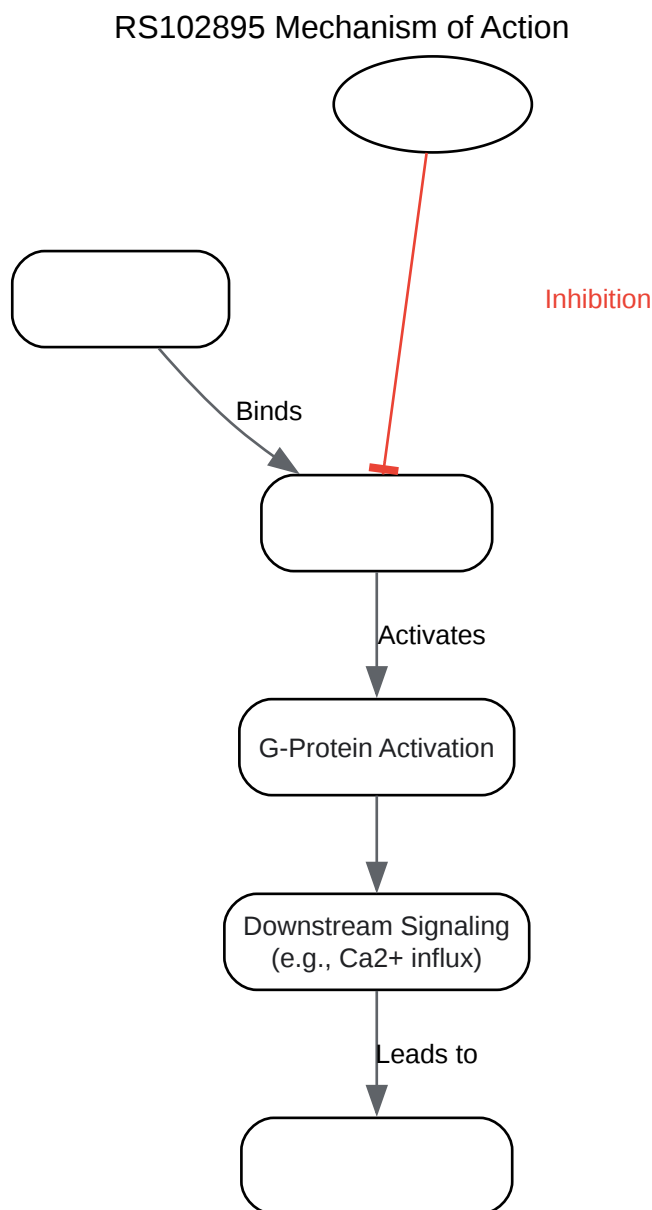 RS102895 Mechanism of Action
Inhibition
Binds
Activates
G-Protein Activation
Downstream Signaling
(e.g., Ca2+ influx)
Leads to